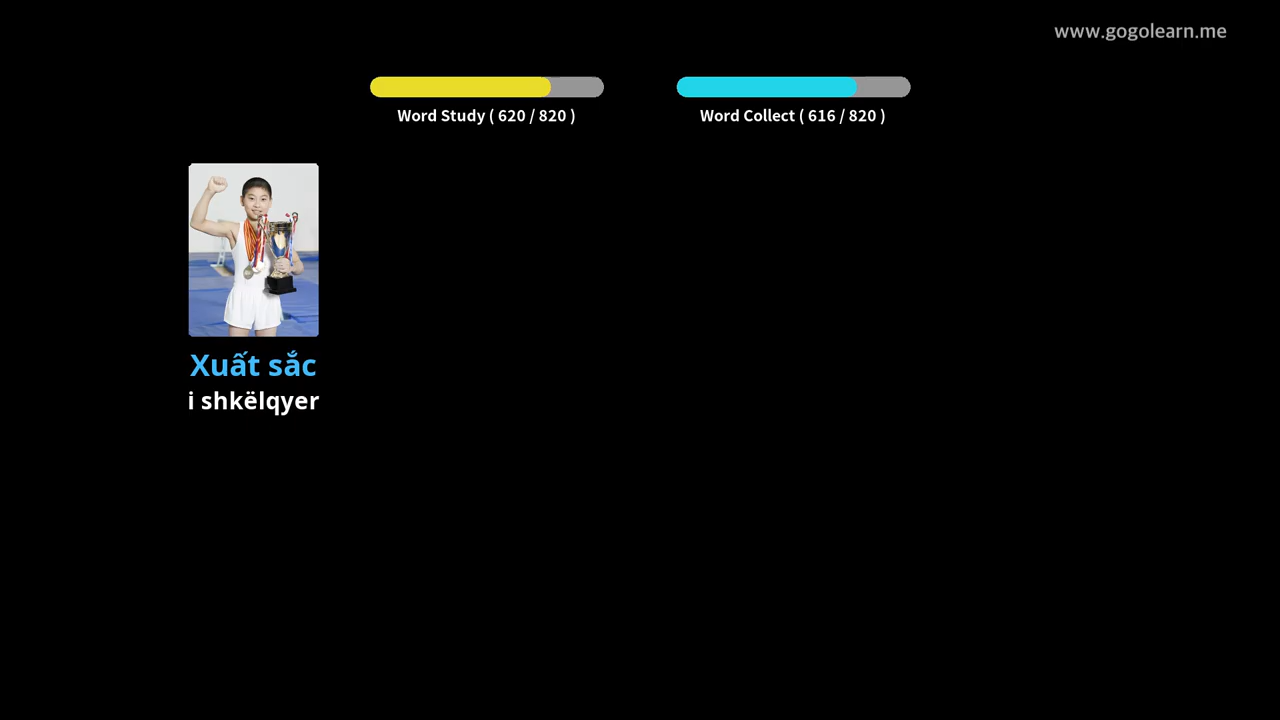 www.gogolearn.me
Word Study ( 620 / 820 )
Word Collect ( 616 / 820 )
Xuất sắc
i shkëlqyer